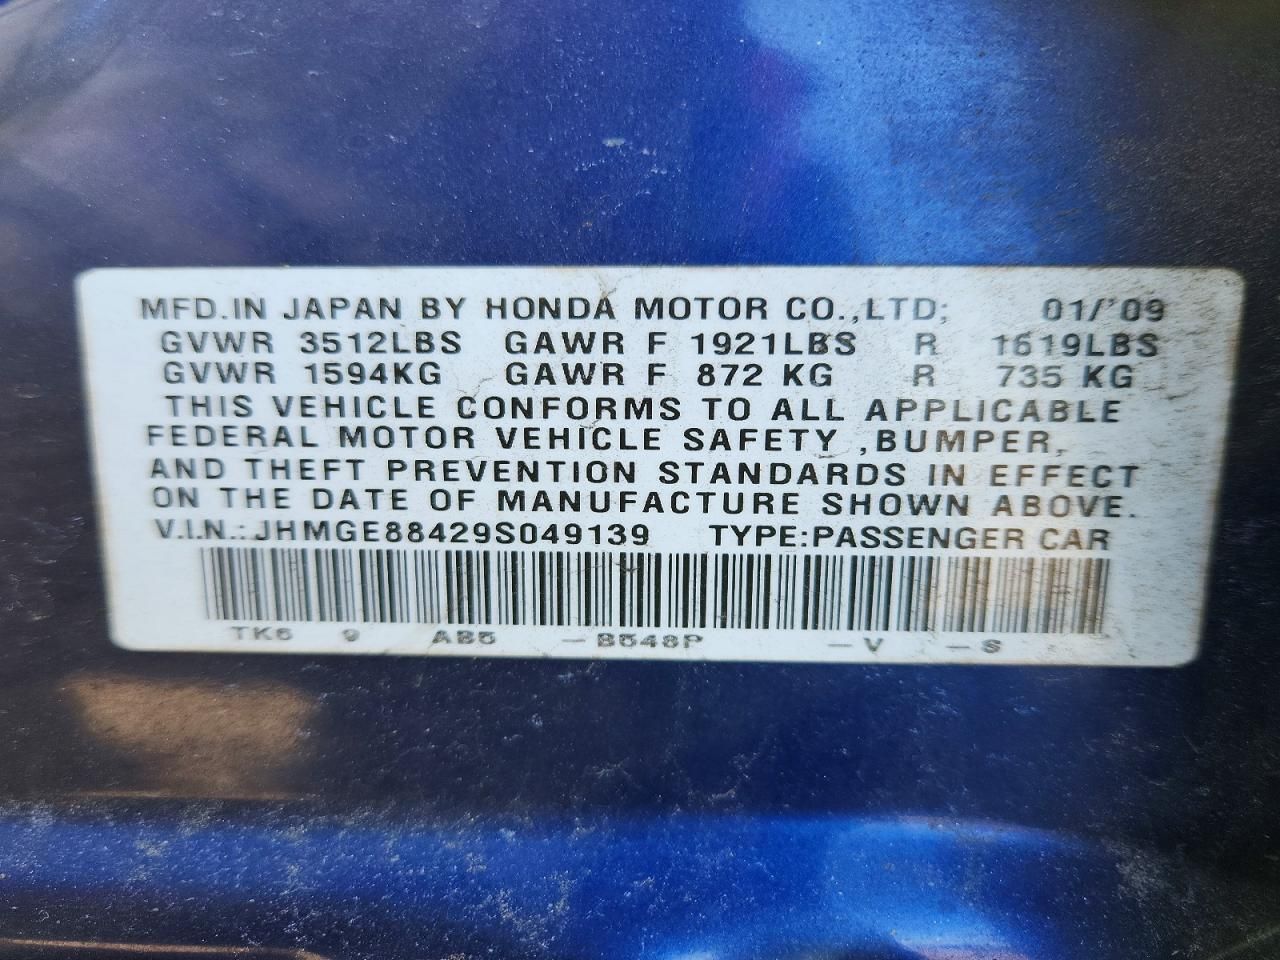 MFD.IN JAPAN BY HONDA MOTOR CO.,LTD; 01/'09
GVWR 3512LBS GAWR F 1921LBS R 1619LBS
GVWR 1594KG GAWR F 872 KG R 735 KG
THIS VEHICLE CONFORMS TO ALL APPLICABLE
FEDERAL MOTOR VEHICLE SAFETY ,BUMPER,
AND THEFT PREVENTION STANDARDS IN EFFECT
ON THE DATE OF MANUFACTURE SHOWN ABOVE.
V.I.N.: JHMGE88429S049139 TYPE:PASSENGER CAR
TK6 9 AB5 -B548P -V -S